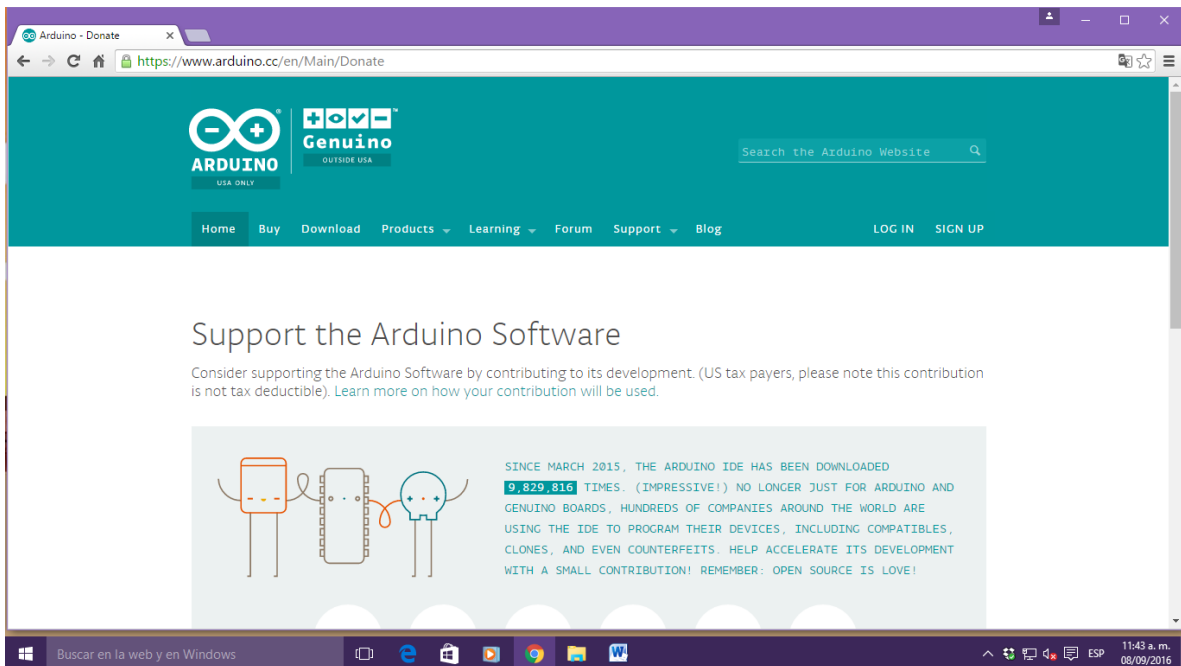 Arduino - Donate
https://www.arduino.cc/en/Main/Donate
ARDUINO
USA ONLY
Genuino
OUTSIDE USA
Search the Arduino Website
Home Buy Download Products Learning Forum Support Blog LOG IN SIGN UP
Support the Arduino Software
Consider supporting the Arduino Software by contributing to its development. (US tax payers, please note this contribution
is not tax deductible). Learn more on how your contribution will be used.
SINCE MARCH 2015, THE ARDUINO IDE HAS BEEN DOWNLOADED
9,829,816 TIMES. (IMPRESSIVE!) NO LONGER JUST FOR ARDUINO AND
GENUINO BOARDS, HUNDREDS OF COMPANIES AROUND THE WORLD ARE
USING THE IDE TO PROGRAM THEIR DEVICES, INCLUDING COMPATIBLES,
CLONES, AND EVEN COUNTERFEITS. HELP ACCELERATE ITS DEVELOPMENT
WITH A SMALL CONTRIBUTION! REMEMBER: OPEN SOURCE IS LOVE!
Buscar en la web y en Windows
ESP
11:43 a. m.
08/09/2016